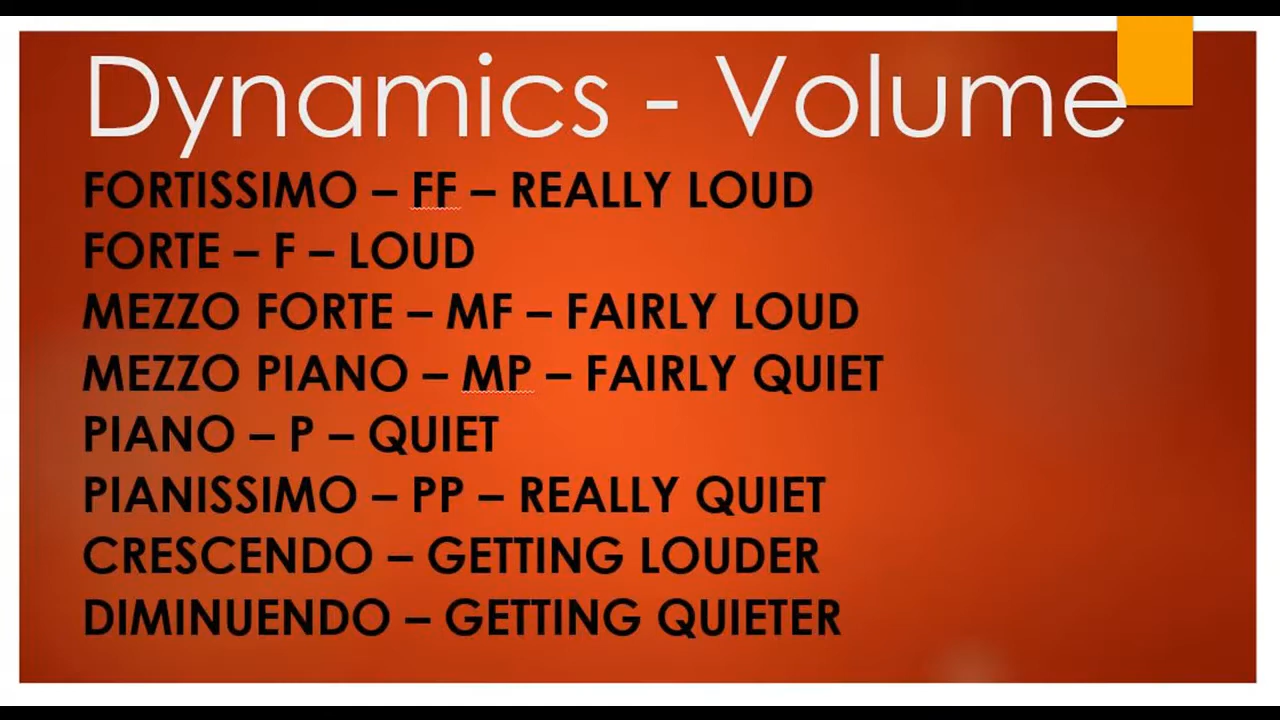 Dynamics - Volume
FORTISSIMO – FF – REALLY LOUD
FORTE – F – LOUD
MEZZO FORTE – MF – FAIRLY LOUD
MEZZO PIANO – MP – FAIRLY QUIET
PIANO – P – QUIET
PIANISSIMO – PP – REALLY QUIET
CRESCENDO – GETTING LOUDER
DIMINUENDO – GETTING QUIETER